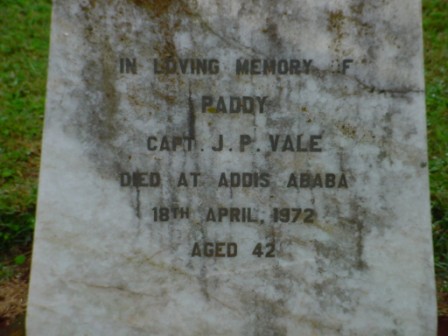 IN LOVING MEMORY OF
PADDY
CAPT. J. P. VALE
DIED AT ADDIS ABABA
18TH APRIL, 1972
AGED 42